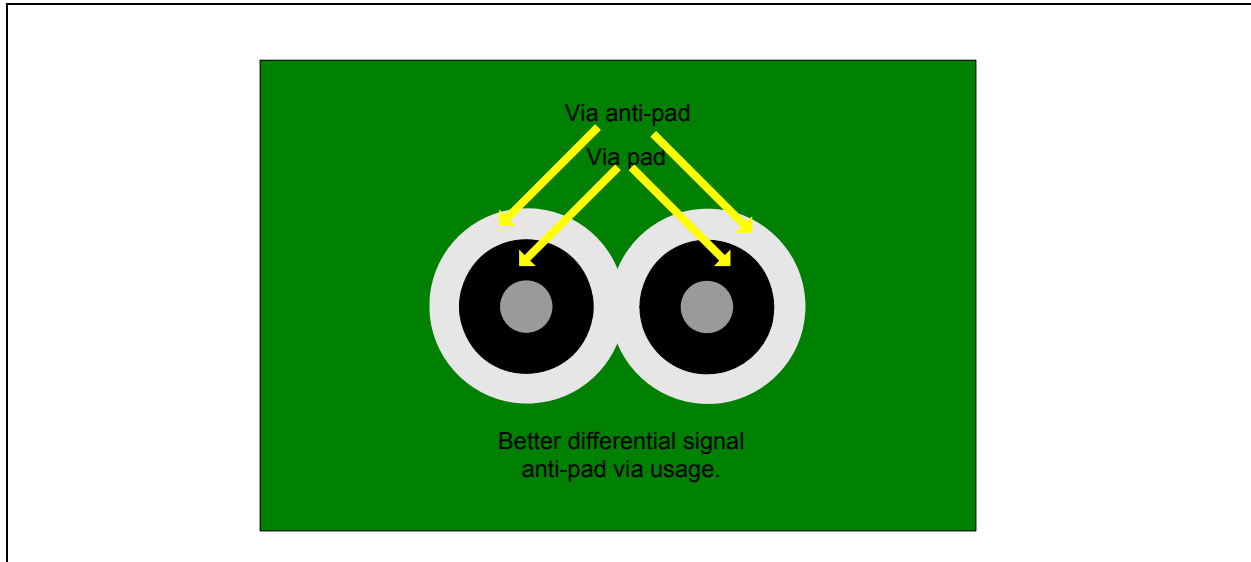 Via anti-pad
Via pad
Better differential signal
anti-pad via usage.